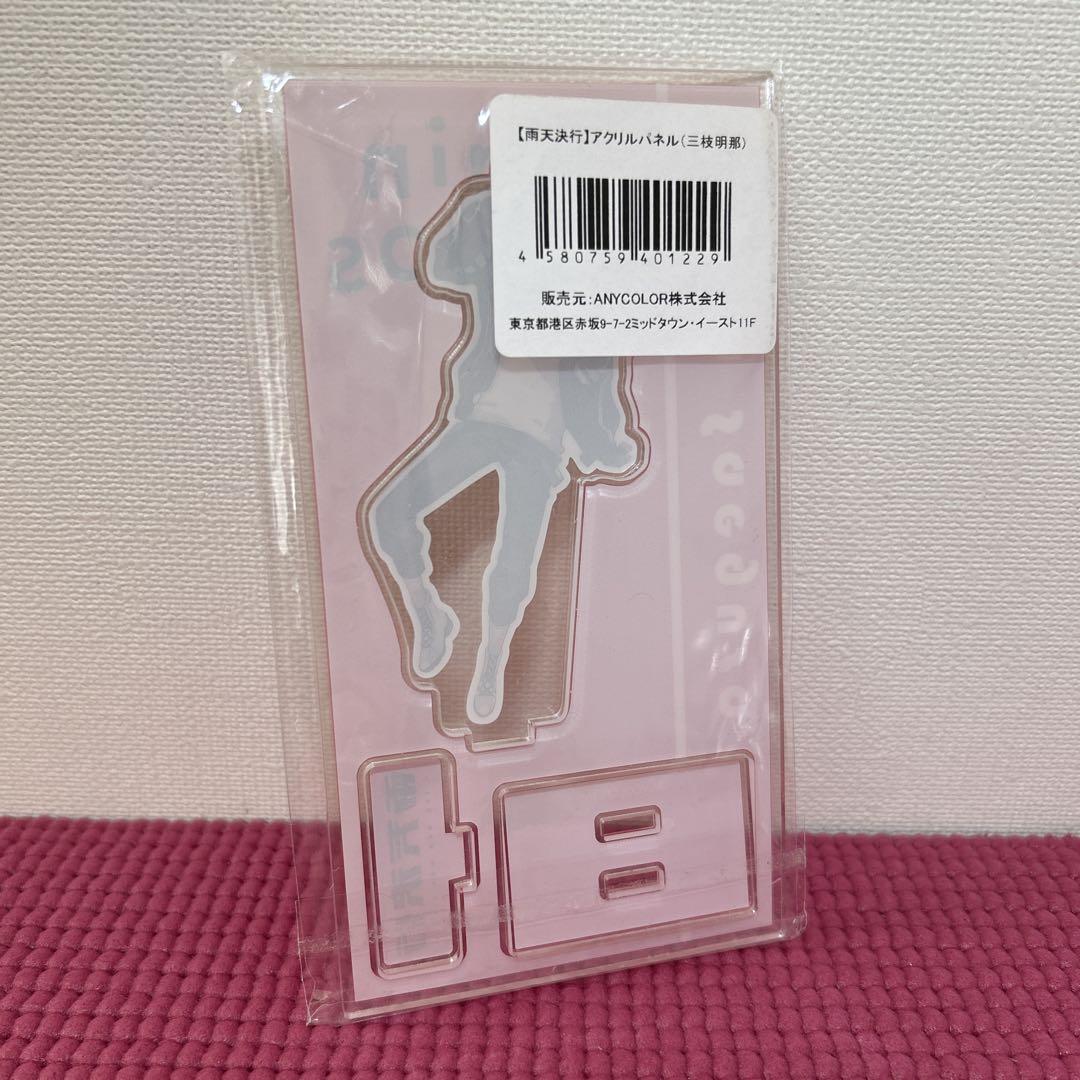 【雨天決行】アクリルパネル(三枝明那)
4 580759 401229
販売元:ANYCOLOR株式会社
東京都港区赤坂9-7-2ミッドタウン・イースト11F